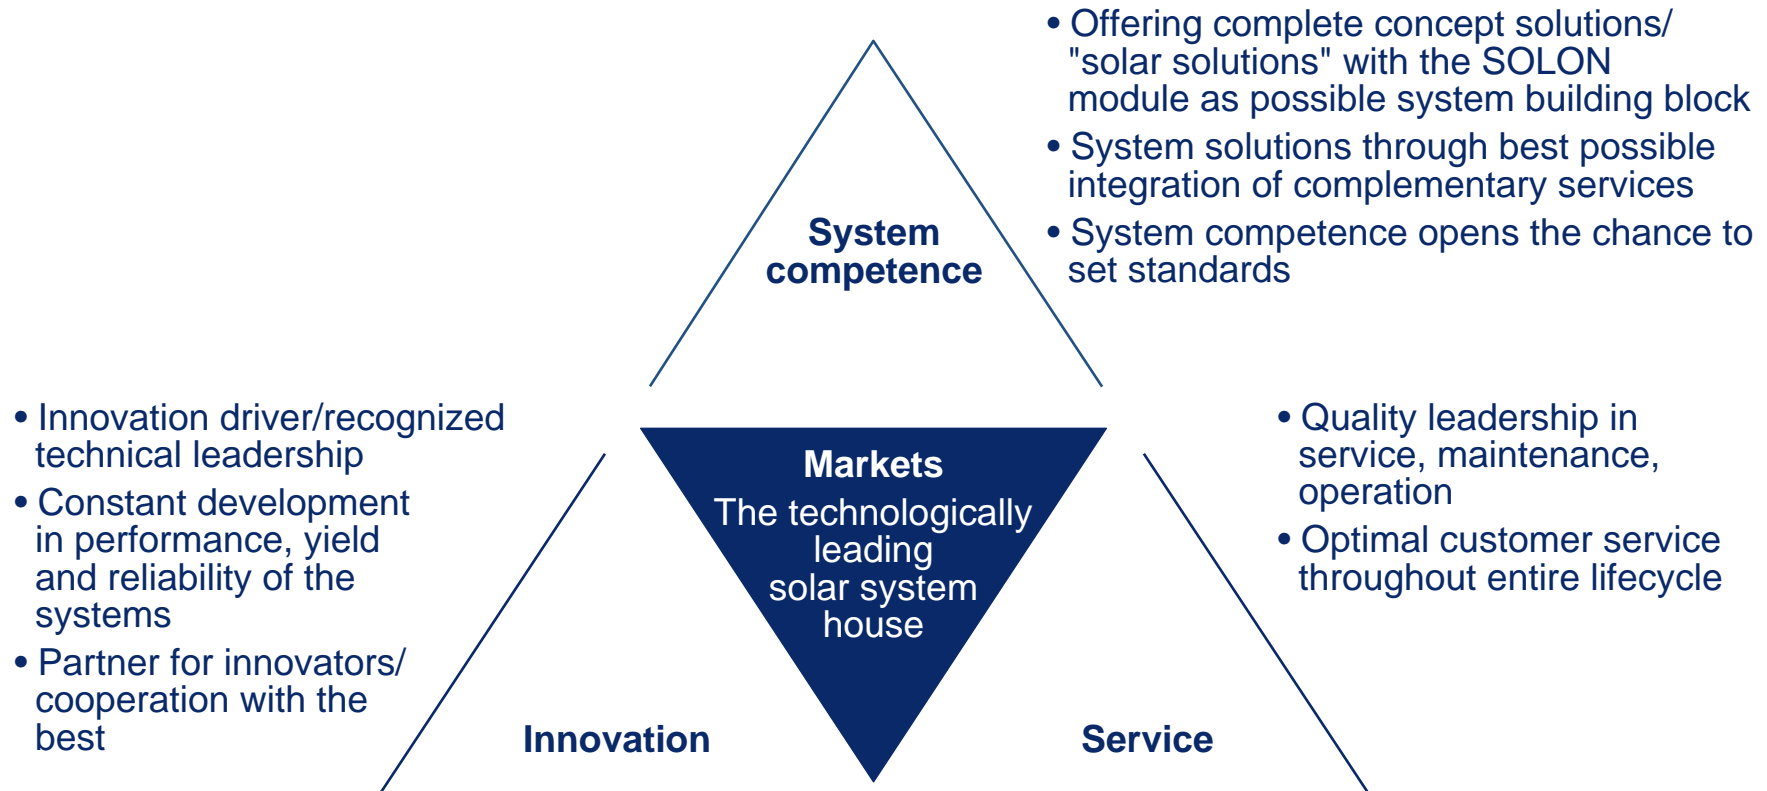 • Offering complete concept solutions/
"solar solutions" with the SOLON
module as possible system building block
• System solutions through best possible
integration of complementary services
• System competence opens the chance to
set standards
System
competence
• Innovation driver/recognized
technical leadership
• Constant development
in performance, yield
and reliability of the
systems
• Partner for innovators/
cooperation with the
best
Markets
The technologically
leading
solar system
house
• Quality leadership in
service, maintenance,
operation
• Optimal customer service
throughout entire lifecycle
Innovation
Service